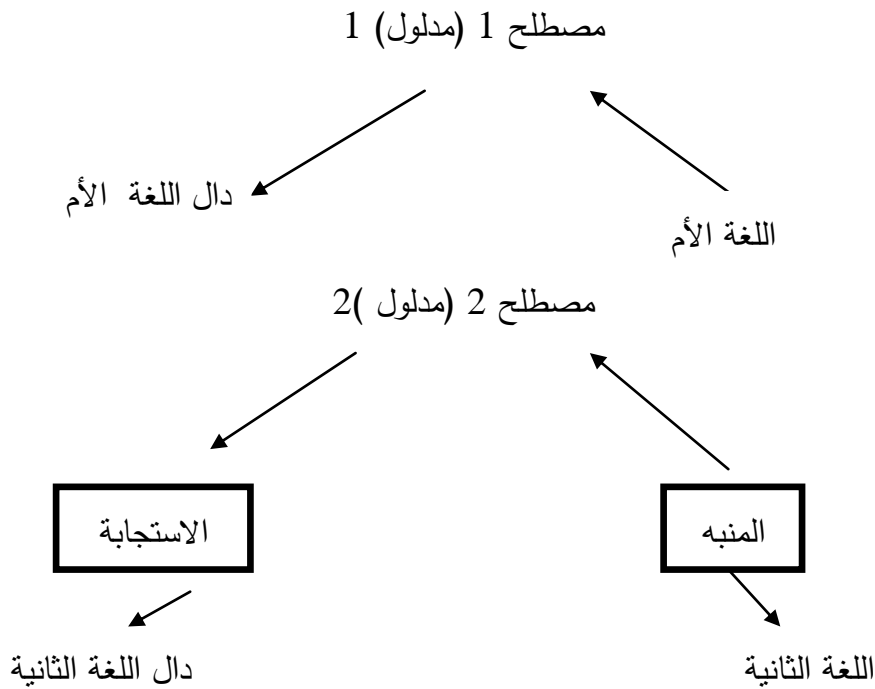 مصطلح 1 (مدلول) 1
دال اللغة الأم
اللغة الأم
مصطلح 2 (مدلول )2
المنبه
الاستجابة
اللغة الثانية
دال اللغة الثانية